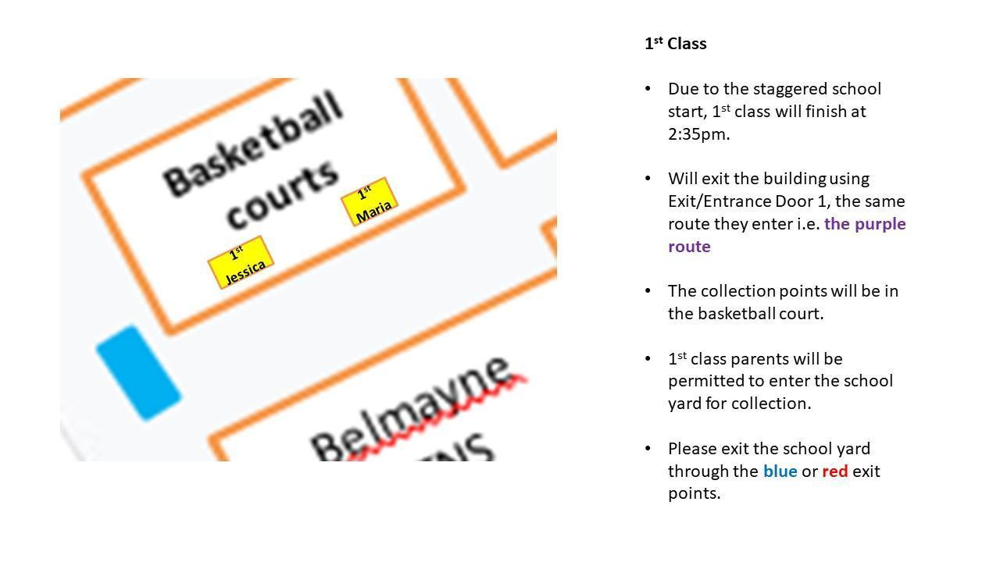 Basketball
courts
1st
Maria
1st
Jessica
Belmayne
1st Class
• Due to the staggered school
start, 1st class will finish at
2:35pm.
• Will exit the building using
Exit/Entrance Door 1, the same
route they enter i.e. the purple
route
• The collection points will be in
the basketball court.
• 1st class parents will be
permitted to enter the school
yard for collection.
• Please exit the school yard
through the blue or red exit
points.